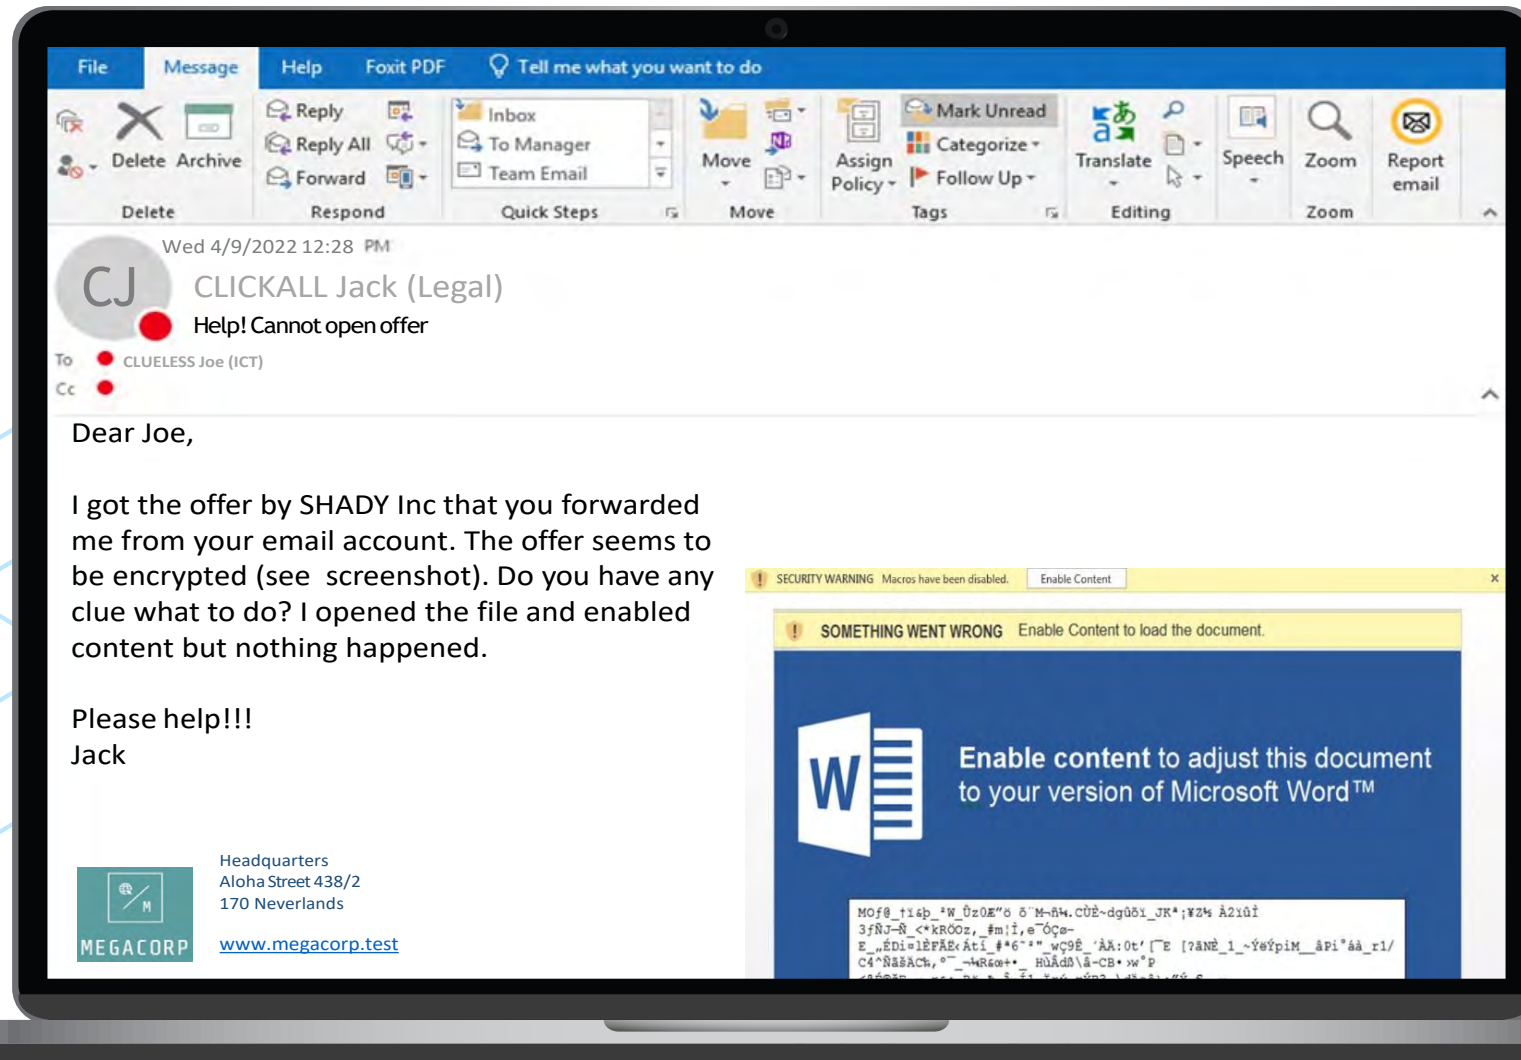 File Message Help Foxit PDF Tell me what you want to do
Delete Archive
Reply
Reply All
Forward
Inbox
To Manager
Team Email
Move
Assign
Policy
Mark Unread
Categorize
Follow Up
Translate
Speech
Zoom
Report
email
Delete Respond Quick Steps Move Tags Editing Zoom
Wed 4/9/2022 12:28 PM
CJ
CLICKALL Jack (Legal)
Help! Cannot open offer
To CLUELESS Joe (ICT)
Cc
Dear Joe,
I got the offer by SHADY Inc that you forwarded
me from your email account. The offer seems to
be encrypted (see screenshot). Do you have any
clue what to do? I opened the file and enabled
content but nothing happened.
Please help!!!
Jack
M
MEGACORP
Headquarters
Aloha Street 438/2
170 Neverlands
www.megacorp.test
SECURITY WARNING Macros have been disabled. Enable Content
SOMETHING WENT WRONG Enable Content to load the document.
W
Enable content to adjust this document
to your version of Microsoft Word™